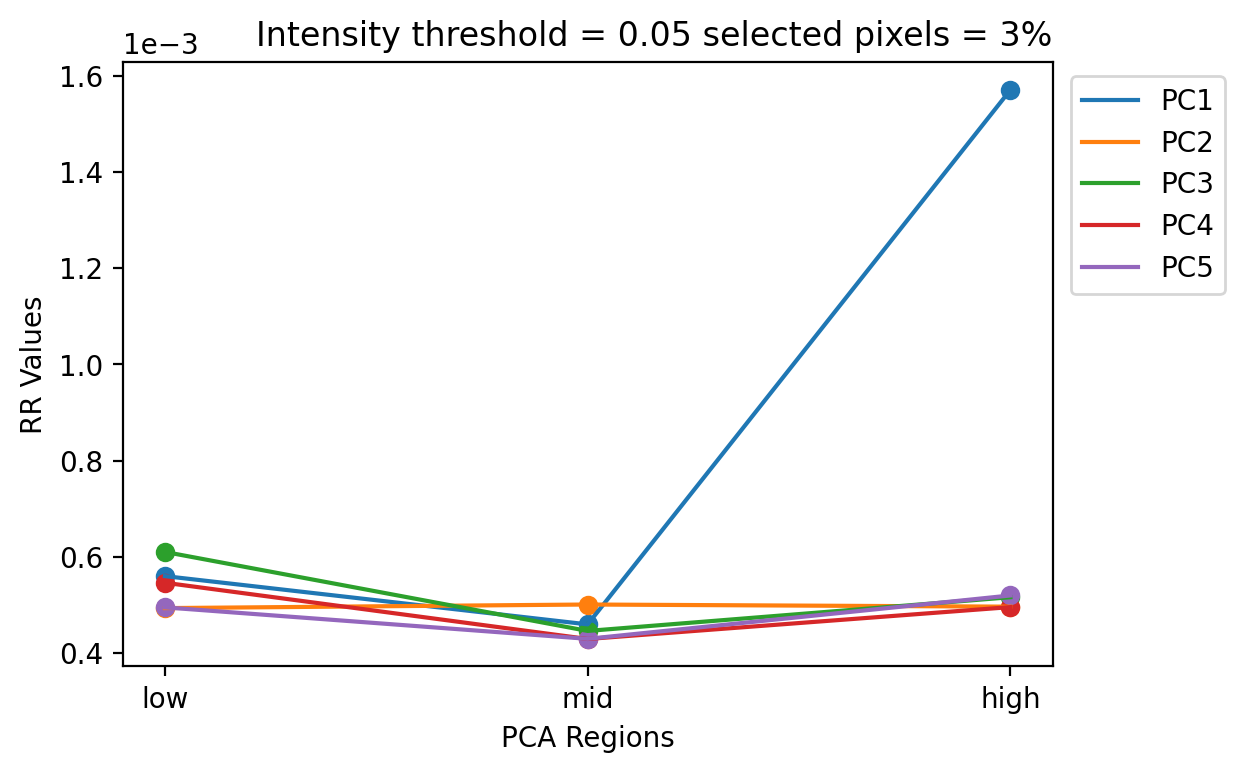 Intensity threshold = 0.05 selected pixels = 3%
1e−3
1.6
1.4
1.2
1.0
0.8
0.6
0.4
RR Values
low mid high
PCA Regions
PC1
PC2
PC3
PC4
PC5